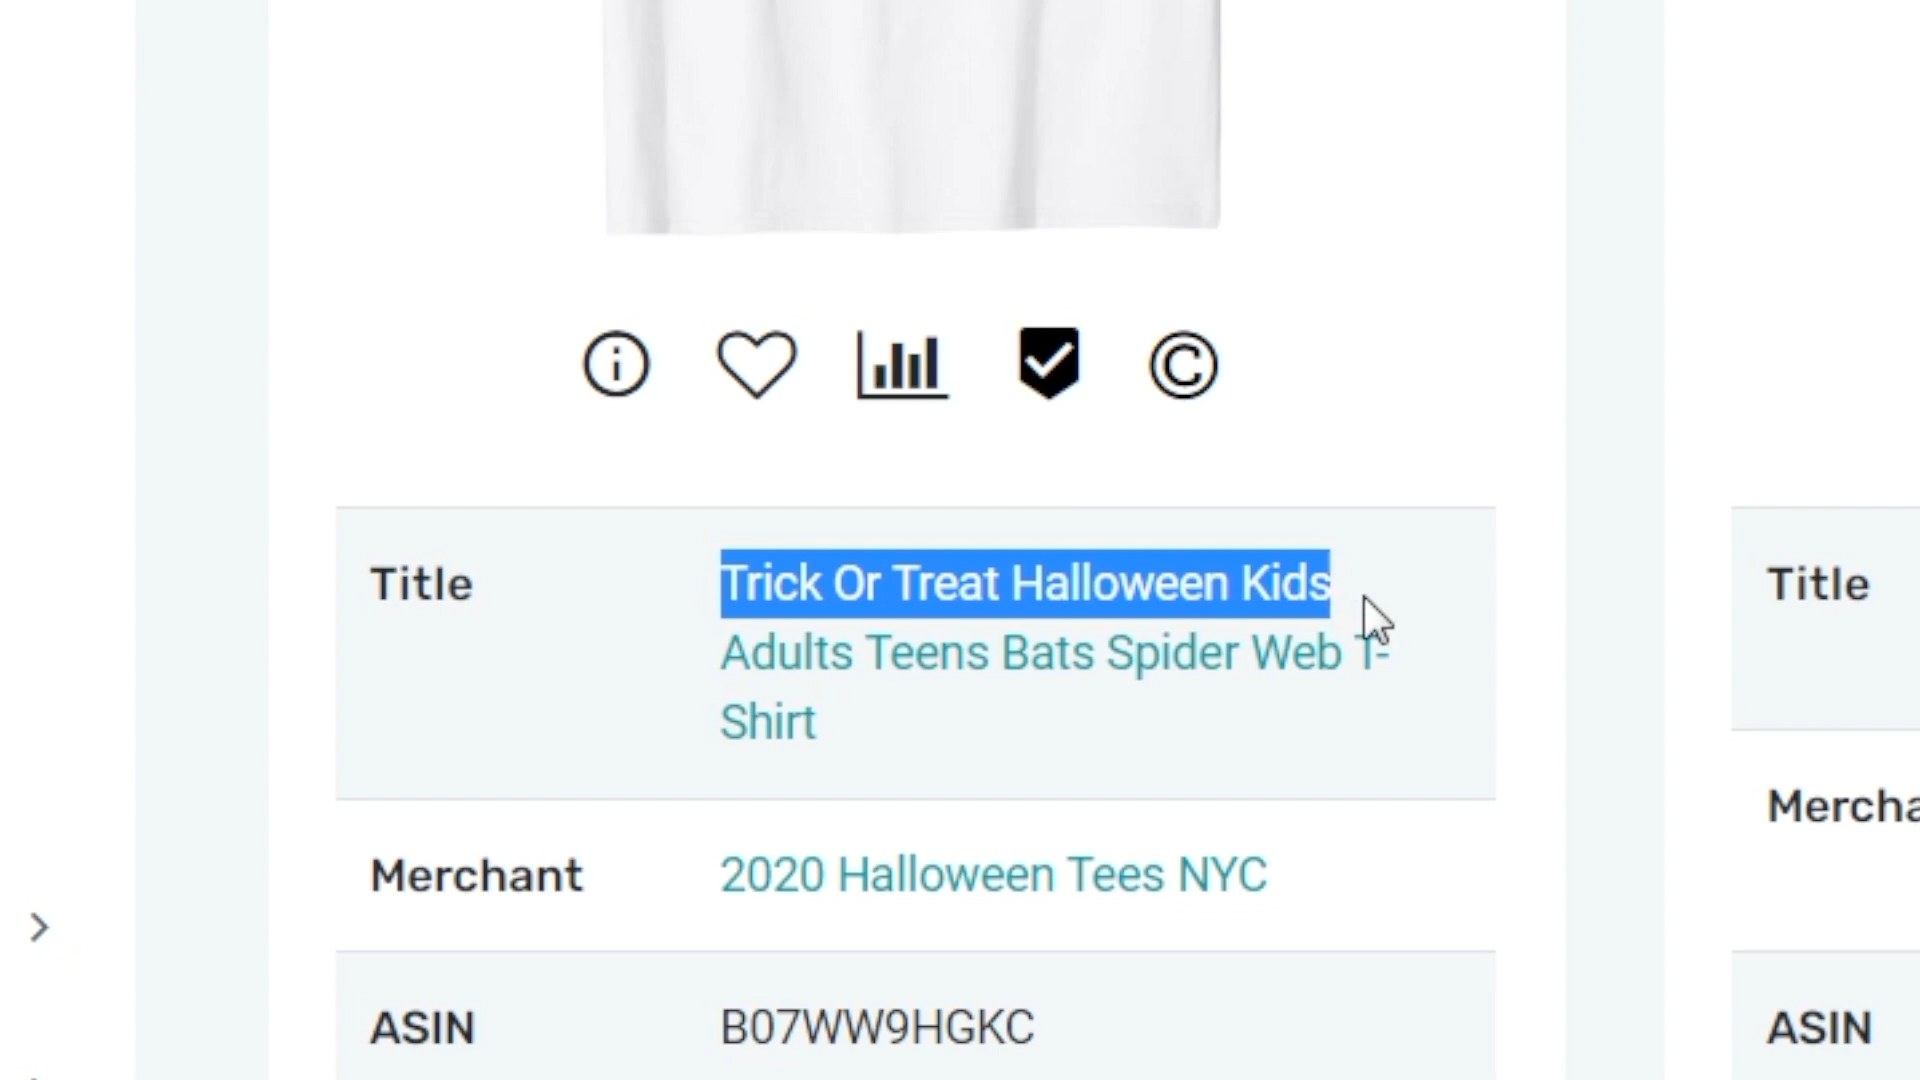 Title
Trick Or Treat Halloween Kids
Adults Teens Bats Spider Web T-
Shirt
Merchant
2020 Halloween Tees NYC
ASIN
B07WW9HGKC
Title
Mercha
ASIN